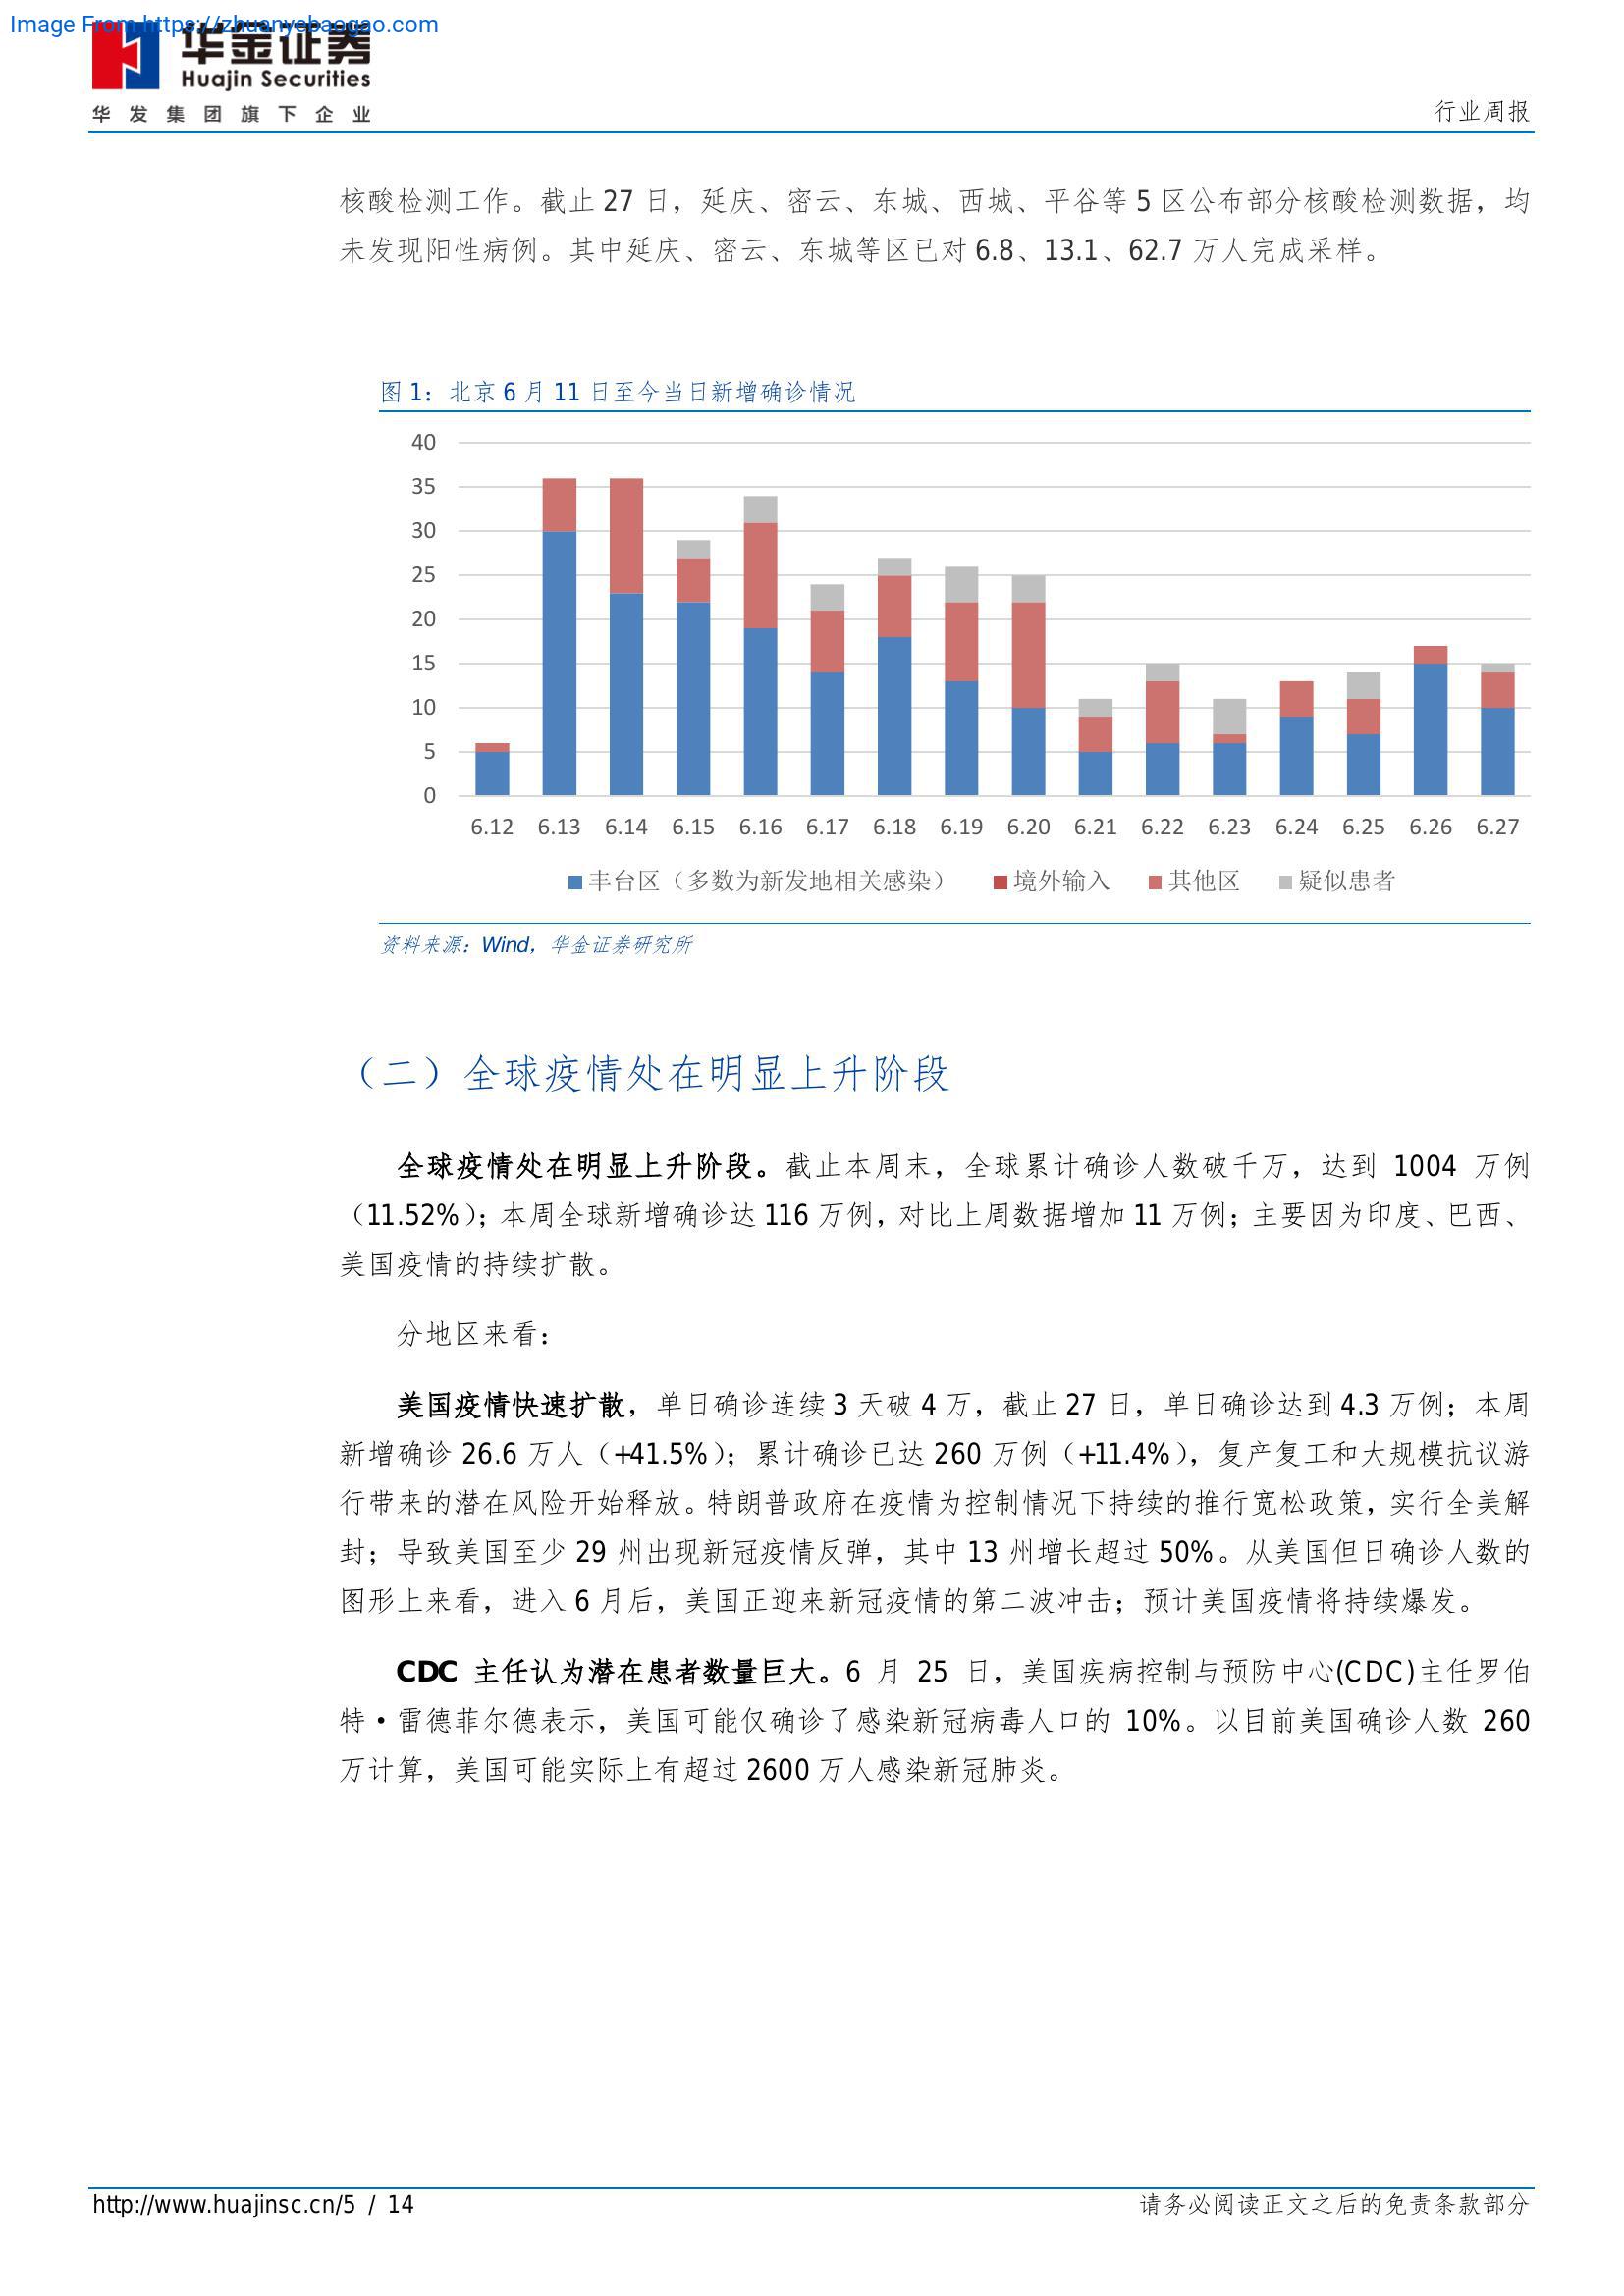 Image From https://zhuanyebaogao.com
华金证券
Huajin Securities
华发集团旗下企业
行业周报
核酸检测工作。截止 27 日，延庆、密云、东城、西城、平谷等 5 区公布部分核酸检测数据，均
未发现阳性病例。其中延庆、密云、东城等区已对 6.8、13.1、62.7 万人完成采样。
图 1：北京 6 月 11 日至今当日新增确诊情况
40
35
30
25
20
15
10
5
0
6.12 6.13 6.14 6.15 6.16 6.17 6.18 6.19 6.20 6.21 6.22 6.23 6.24 6.25 6.26 6.27
丰台区（多数为新发地相关感染） 境外输入 其他区 疑似患者
资料来源：Wind，华金证券研究所
（二）全球疫情处在明显上升阶段
全球疫情处在明显上升阶段。截止本周末，全球累计确诊人数破千万，达到 1004 万例
（11.52%）；本周全球新增确诊达 116 万例，对比上周数据增加 11 万例；主要因为印度、巴西、
美国疫情的持续扩散。
分地区来看：
美国疫情快速扩散，单日确诊连续 3 天破 4 万，截止 27 日，单日确诊达到 4.3 万例；本周
新增确诊 26.6 万人（+41.5%）；累计确诊已达 260 万例（+11.4%），复产复工和大规模抗议游
行带来的潜在风险开始释放。特朗普政府在疫情为控制情况下持续的推行宽松政策，实行全美解
封；导致美国至少 29 州出现新冠疫情反弹，其中 13 州增长超过 50%。从美国但日确诊人数的
图形上来看，进入 6 月后，美国正迎来新冠疫情的第二波冲击；预计美国疫情将持续爆发。
CDC 主任认为潜在患者数量巨大。6 月 25 日，美国疾病控制与预防中心(CDC)主任罗伯
特·雷德菲尔德表示，美国可能仅确诊了感染新冠病毒人口的 10%。以目前美国确诊人数 260
万计算，美国可能实际上有超过 2600 万人感染新冠肺炎。
http://www.huajinsc.cn/5 / 14
请务必阅读正文之后的免责条款部分